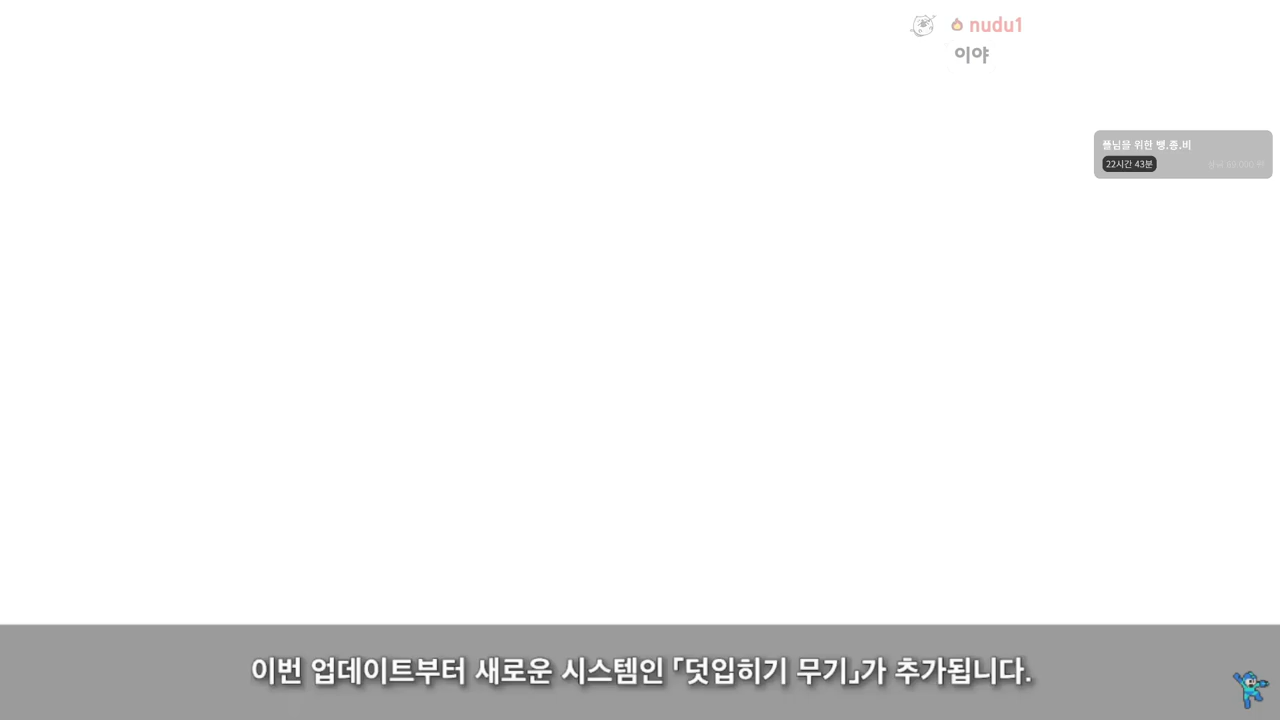 nudu1
이야
폴님을 위한 뱅.종.비
22시간 43분
이번 업데이트부터 새로운 시스템인 「덧입히기 무기」가 추가됩니다.